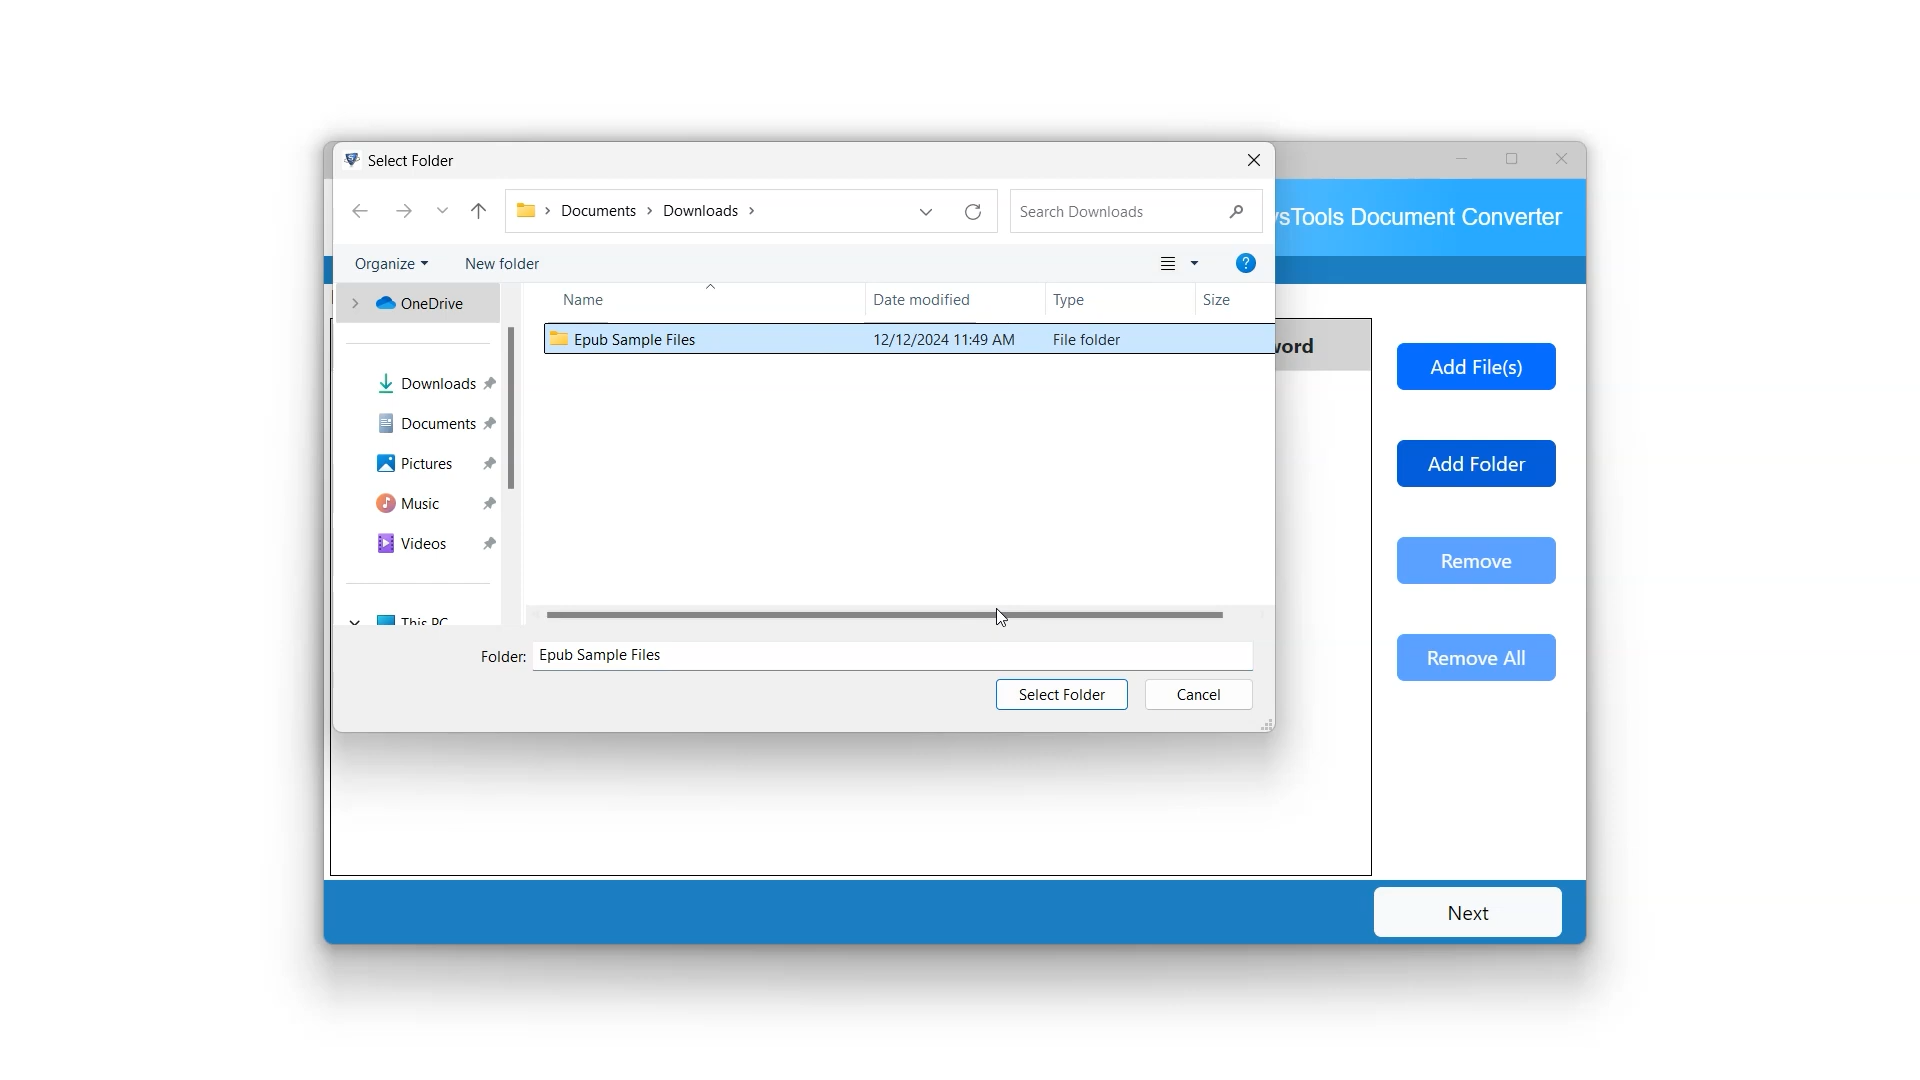 Select Folder
Documents > Downloads >
Search Downloads
sTools Document Converter
Organize
New folder
?
OneDrive
Name
Date modified
Type
Size
Epub Sample Files
12/12/2024 11:49 AM
File folder
ord
Downloads
Documents
Pictures
Music
Videos
This PC
Add File(s)
Add Folder
Remove
Remove All
Folder:
Epub Sample Files
Select Folder
Cancel
Next